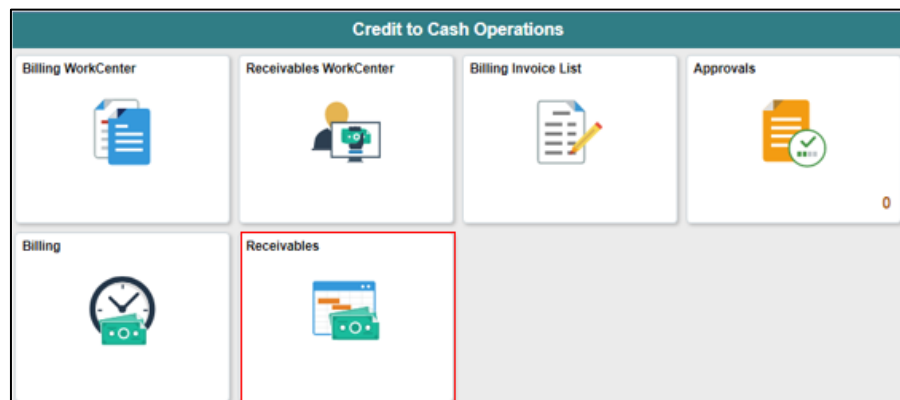 Credit to Cash Operations
Billing WorkCenter
Receivables WorkCenter
Billing Invoice List
Approvals
0
Billing
Receivables